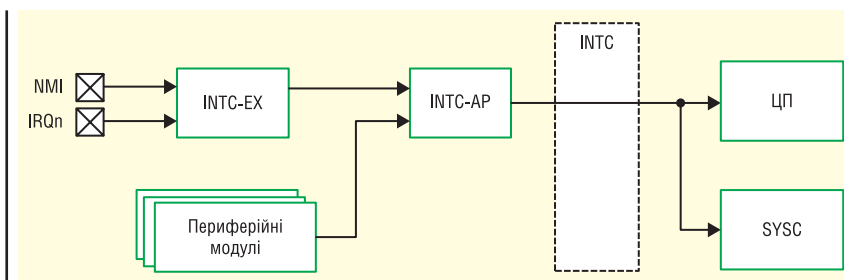 INTC
NMI
INTC-EX
INTC-AP
ЦП
IRQn
Периферійні
модулі
SYSC